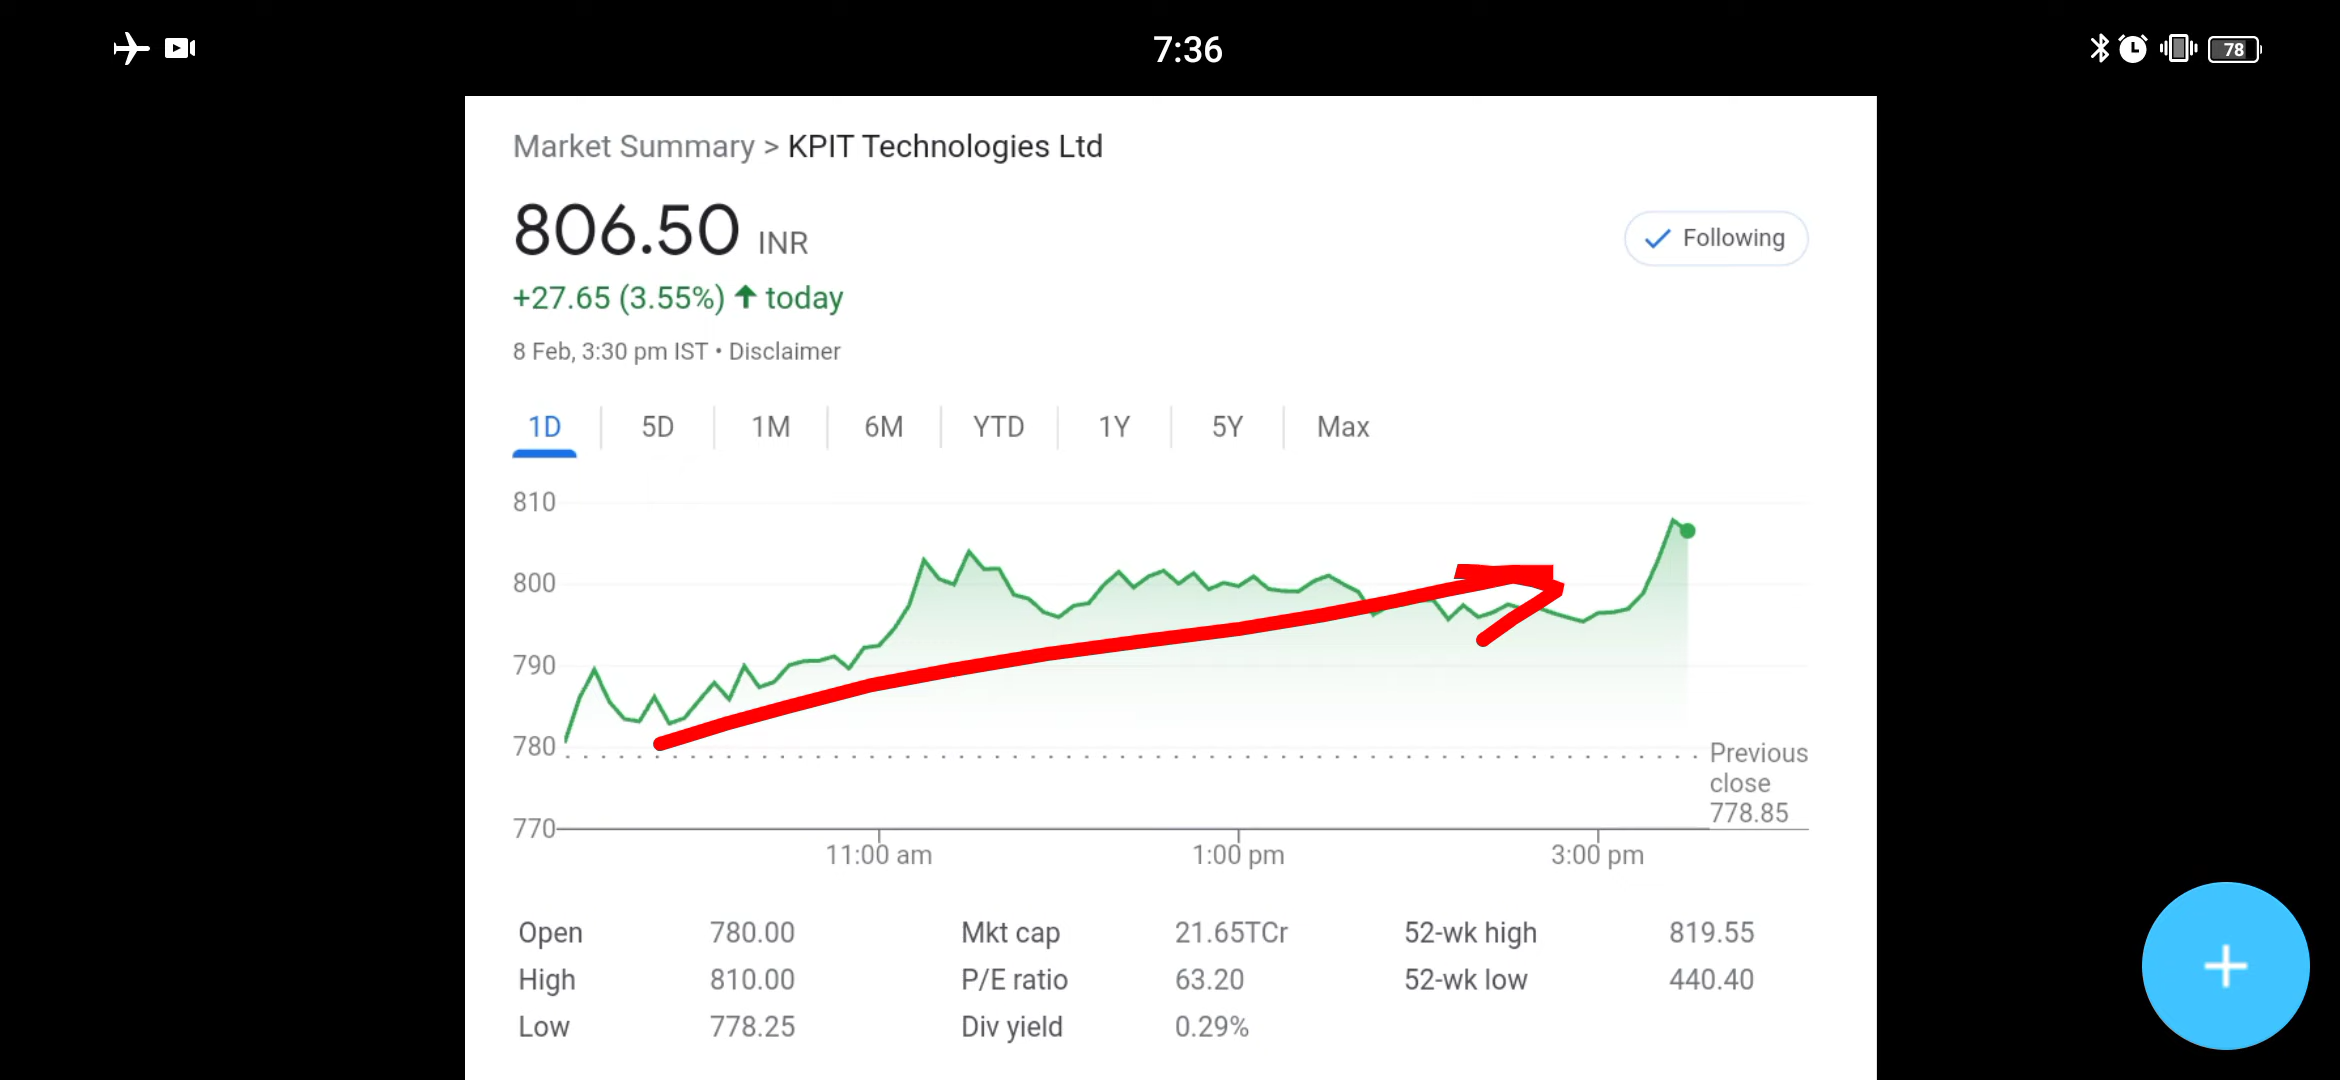 7:36
78
Market Summary > KPIT Technologies Ltd
806.50 INR
Following
+27.65 (3.55%) ↑ today
8 Feb, 3:30 pm IST • Disclaimer
1D 5D 1M 6M YTD 1Y 5Y Max
810
800
790
780
Previous
close
778.85
770
11:00 am 1:00 pm 3:00 pm
Open 780.00 Mkt cap 21.65TCr 52-wk high 819.55
High 810.00 P/E ratio 63.20 52-wk low 440.40
Low 778.25 Div yield 0.29%